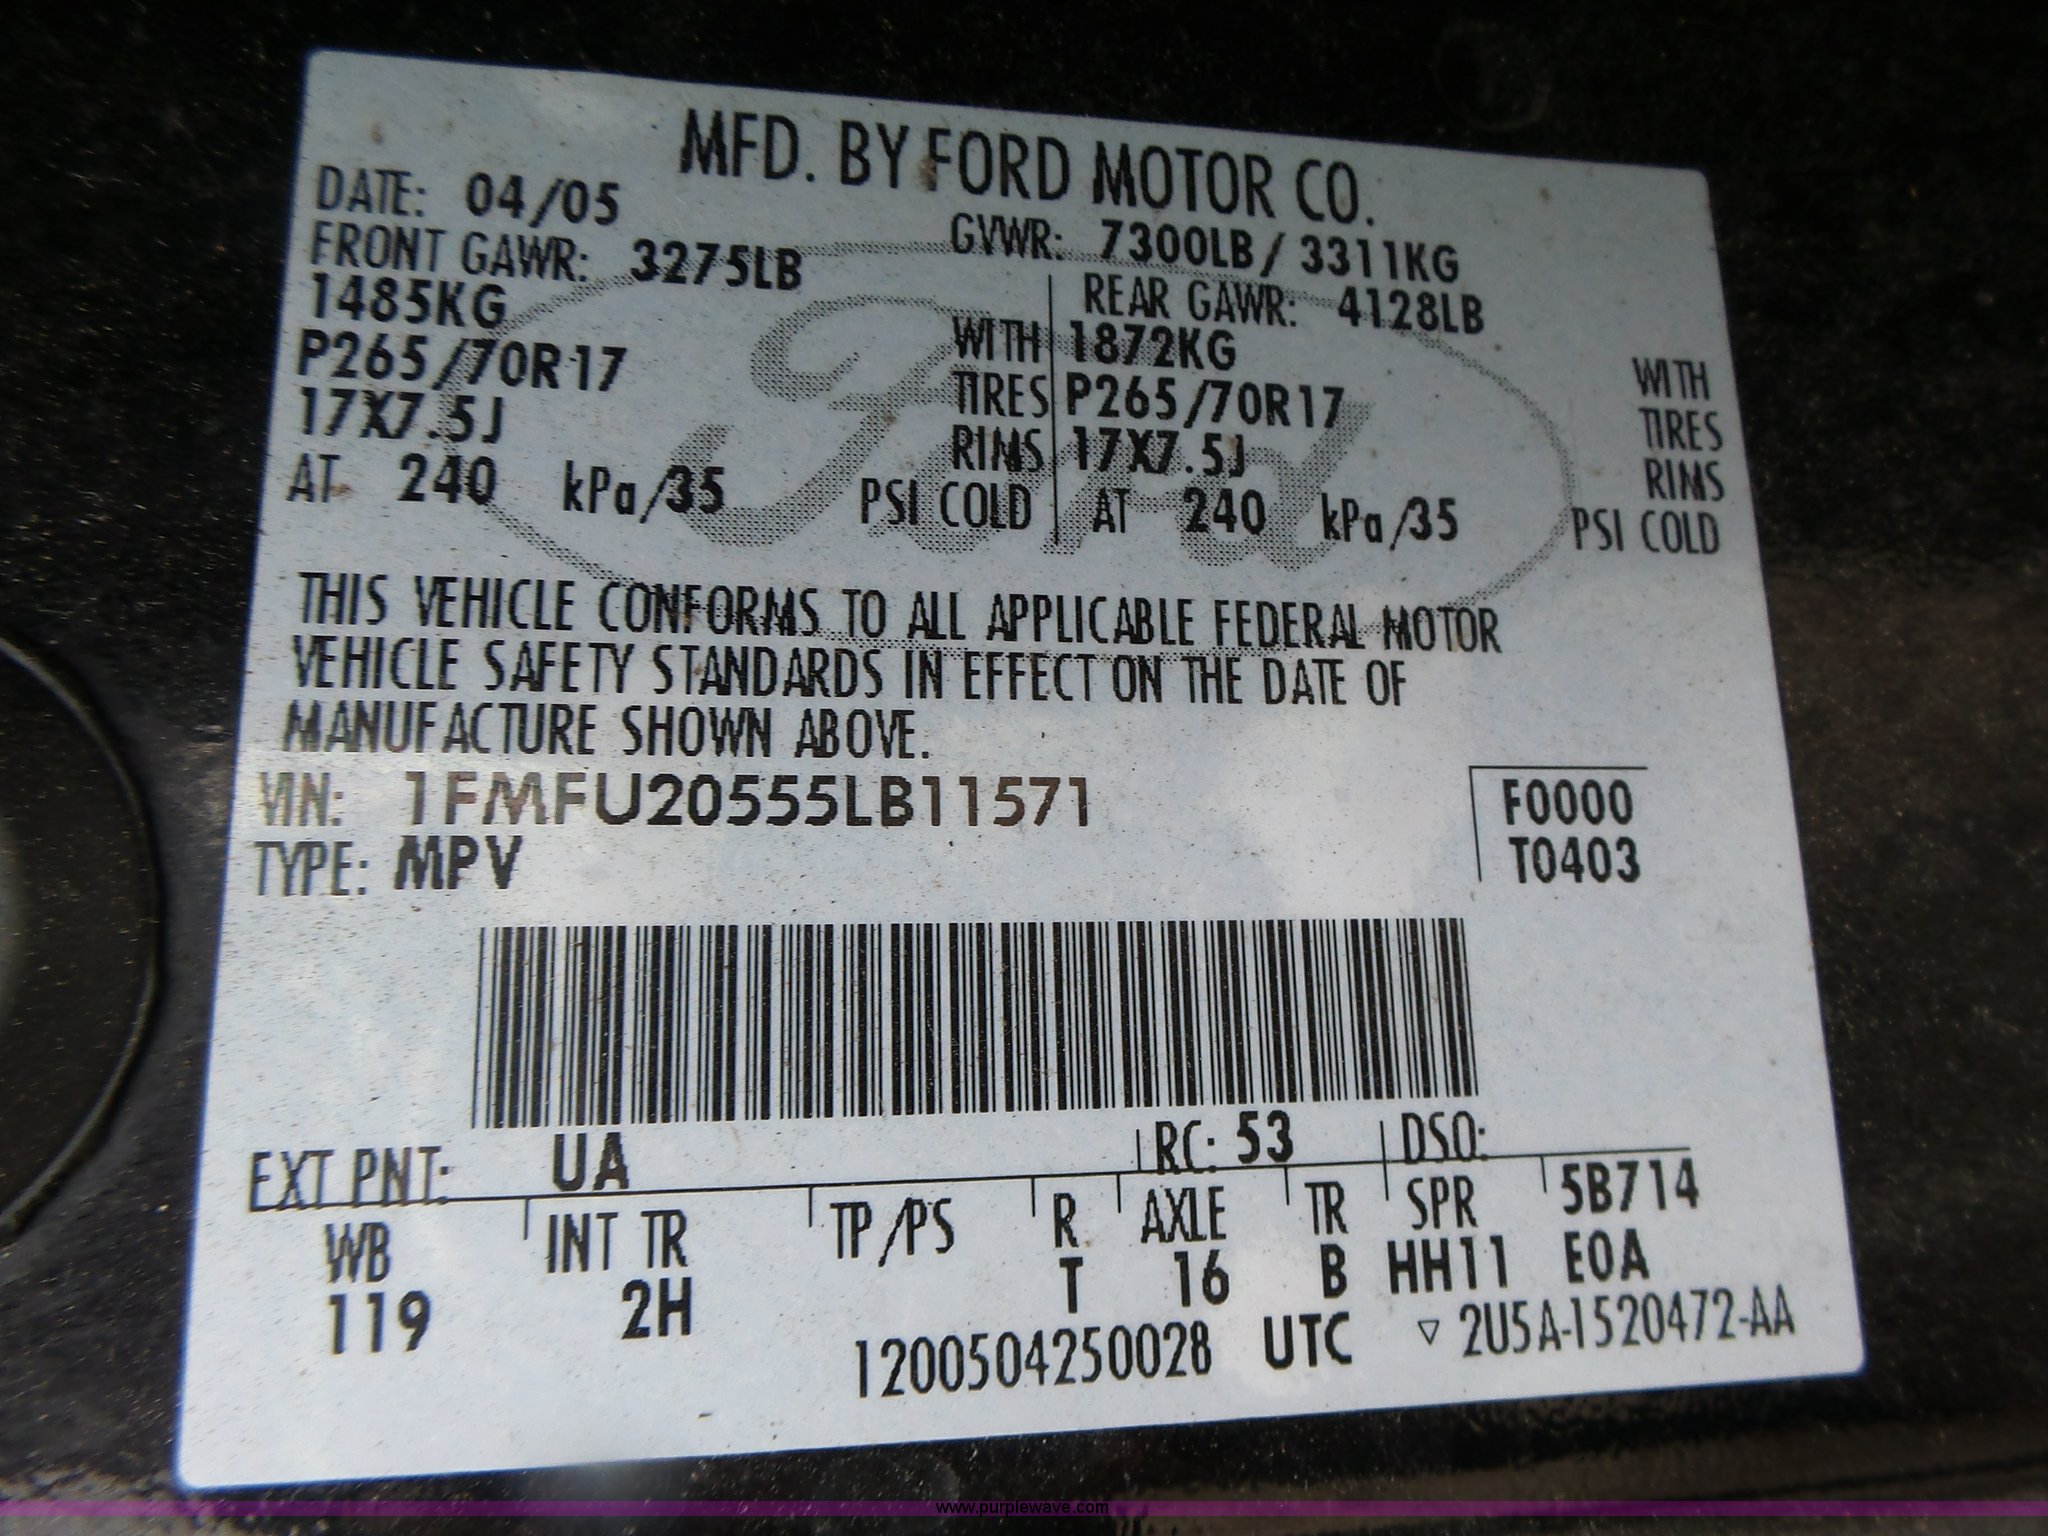 MFD. BY FORD MOTOR CO.
DATE: 04/05
GVWR: 7300LB / 3311KG
FRONT GAWR: 3275LB
REAR GAWR: 4128LB
1485KG WITH
1872KG WITH
P265/70R17 TIRES
P265/70R17 TIRES
17X7.5J RIMS
17X7.5J RIMS
AT 240 kPa/35 PSI COLD
AT 240 kPa/35 PSI COLD
Ford
THIS VEHICLE CONFORMS TO ALL APPLICABLE FEDERAL MOTOR
VEHICLE SAFETY STANDARDS IN EFFECT ON THE DATE OF
MANUFACTURE SHOWN ABOVE.
VIN: 1FMFU20555LB11571
F0000
TYPE: MPV
T0403
EXT PNT: UA RC: 53 DSO:
WB INT TR TP/PS R AXLE TR SPR 5B714
119 2H T 16 B HH11 E0A
1200504250028 UTC ▽ 2U5A-1520472-AA
www.purplewave.com